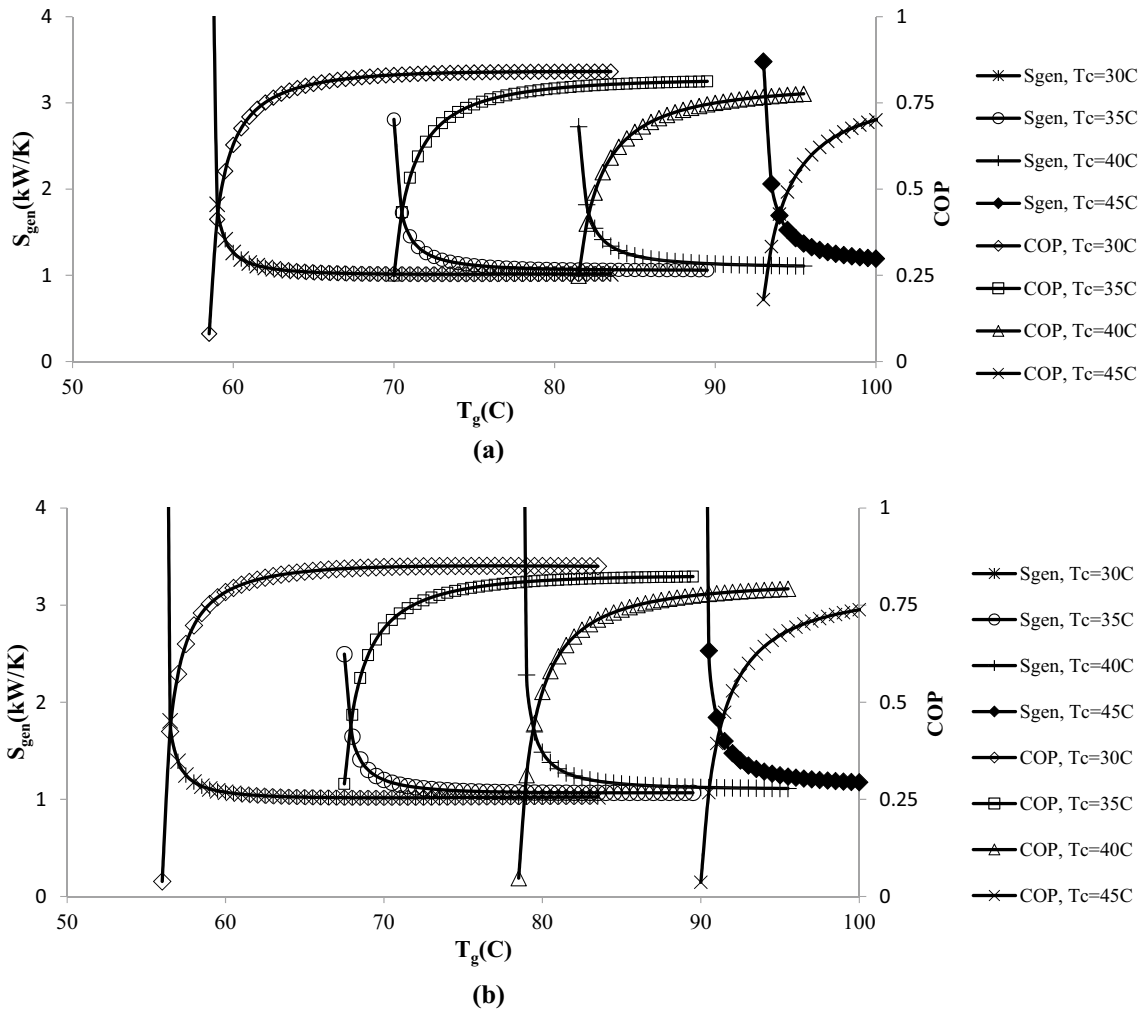 4
3
2
1
0
S_gen(kW/K)
1
0.75
0.5
0.25
0
COP
50
60
70
80
90
100
T_g(C)
Sgen, Tc=30C
Sgen, Tc=35C
Sgen, Tc=40C
Sgen, Tc=45C
COP, Tc=30C
COP, Tc=35C
COP, Tc=40C
COP, Tc=45C
(a)
4
3
2
1
0
S_gen(kW/K)
1
0.75
0.5
0.25
0
COP
50
60
70
80
90
100
T_g(C)
Sgen, Tc=30C
Sgen, Tc=35C
Sgen, Tc=40C
Sgen, Tc=45C
COP, Tc=30C
COP, Tc=35C
COP, Tc=40C
COP, Tc=45C
(b)